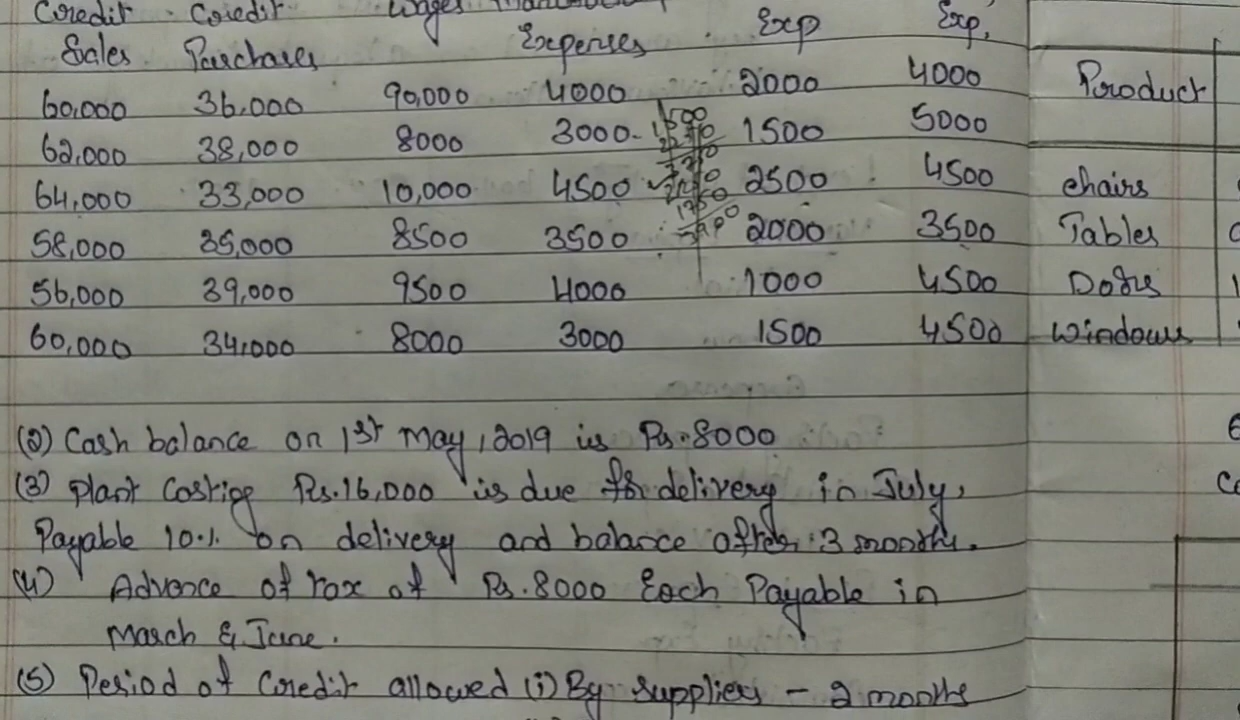 Credit Credit Wages
Sales Purchases Expenses Exp Exp.
60,000 36,000 90,000 4000 2000 4000 Product
62,000 38,000 8000 3000 1500 5000
64,000 33,000 10,000 4500 2500 4500 chairs
58,000 35,000 8500 3500 2000 3500 Tables
56,000 39,000 9500 4000 1000 4500 Doors
60,000 34,000 8000 3000 1500 4500 windows
(2) Cash balance on 1st May, 2019 is Rs. 8000
(3) Plant Costing Rs. 16,000 is due for delivery in July,
Payable 10.%. on delivery and balance after 3 months.
(4) Advance of Tax of Rs. 8000 Each Payable in
March & June.
(5) Period of Credit allowed (i) By Suppliers - 2 months